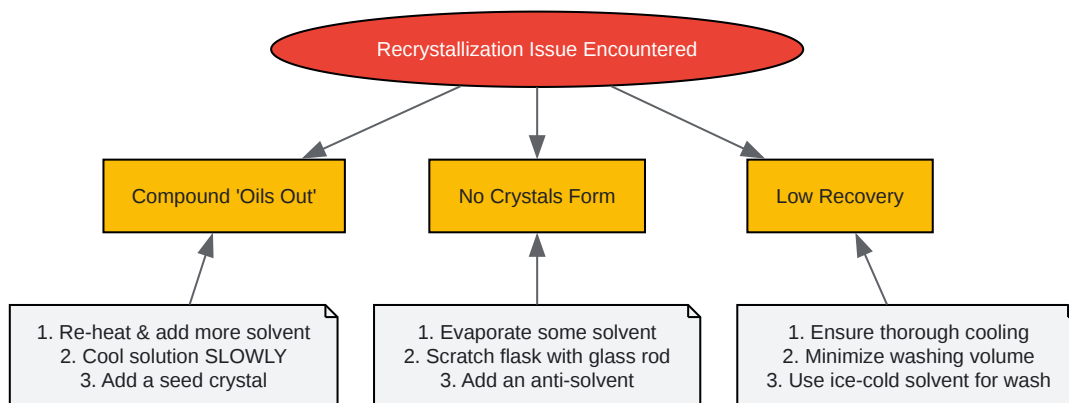 Recrystallization Issue Encountered
Compound 'Oils Out'
No Crystals Form
Low Recovery
1. Re-heat & add more solvent
2. Cool solution SLOWLY
3. Add a seed crystal
1. Evaporate some solvent
2. Scratch flask with glass rod
3. Add an anti-solvent
1. Ensure thorough cooling
2. Minimize washing volume
3. Use ice-cold solvent for wash